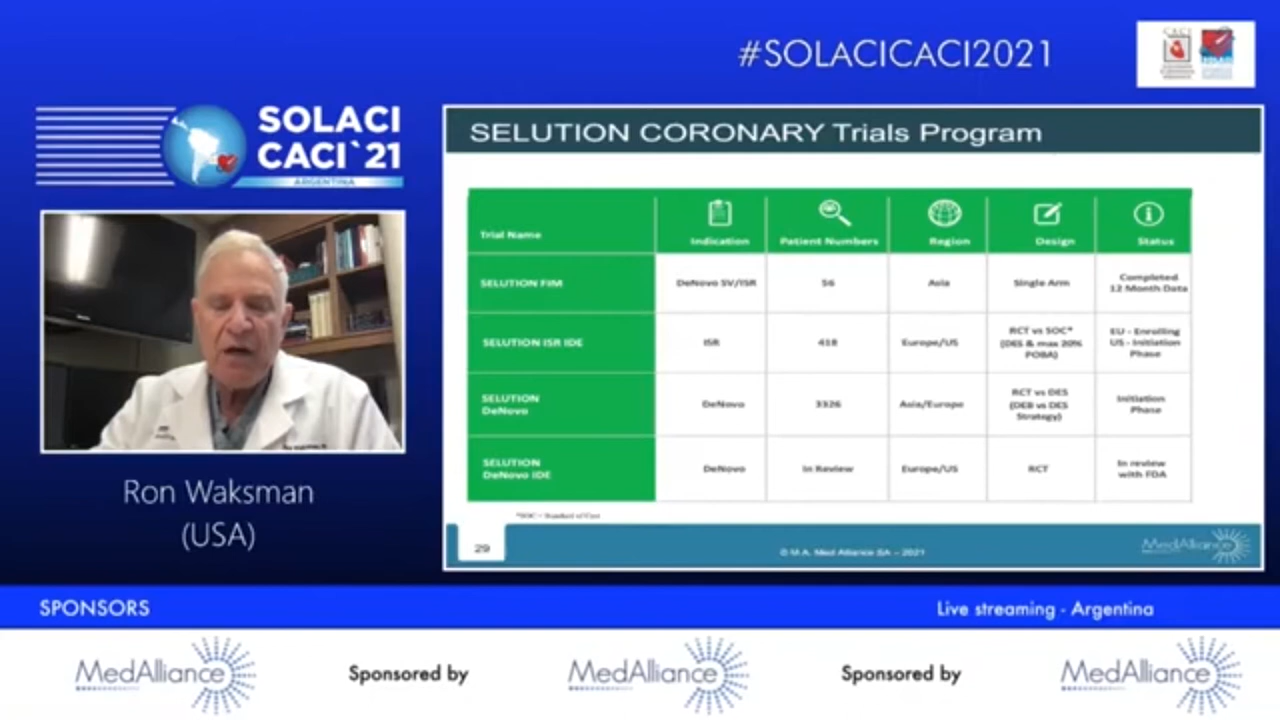 #SOLACICACI2021
SOLACI
CACI`21
ARGENTINA
Ron Waksman
(USA)
SELUTION CORONARY Trials Program
Trial Name Indication Patient Numbers Region Design Status
SELUTION FIM DeNovo SV/ISR 56 Asia Single Arm Completed
12 Month Data
SELUTION ISR IDE ISR 418 Europe/US RCT vs SOC*
(DES & max 20%
POBA)
EU - Enrolling
US - Initiation
Phase
SELUTION
DeNovo
DeNovo 3326 Asia/Europe RCT vs DES
(DEB vs DES
Strategy)
Initiation
Phase
SELUTION
DeNovo IDE
DeNovo In Review Europe/US RCT In review
with FDA
*SOC = Standard of Care
29
© M.A. Med Alliance SA – 2021
MedAlliance
SPONSORS
Live streaming - Argentina
MedAlliance Sponsored by MedAlliance Sponsored by MedAlliance